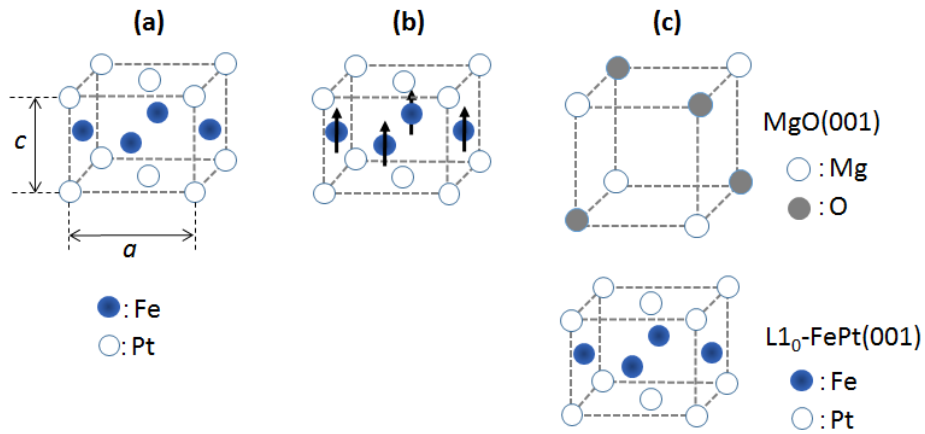 (a)
(b)
(c)
c
a
: Fe
: Pt
MgO(001)
: Mg
: O
L1₀-FePt(001)
: Fe
: Pt